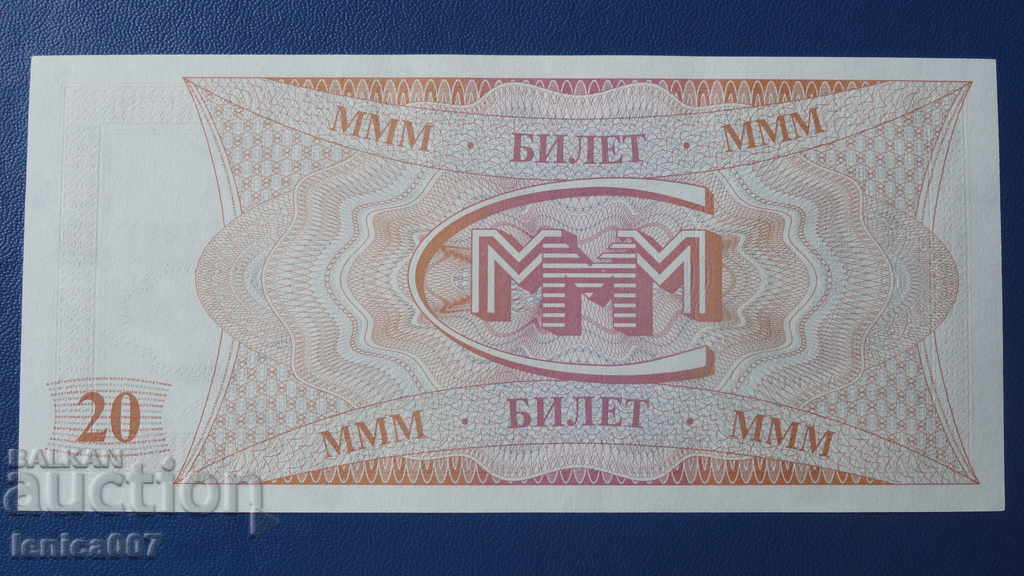 МММ · БИЛЕТ · МММ
МММ
МММ · БИЛЕТ · МММ
20
BALKAN
auction
lenica007